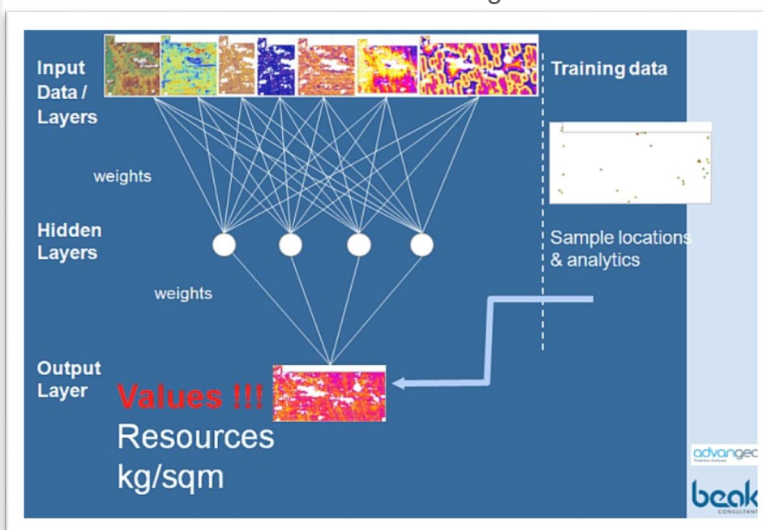 Input
Data /
Layers
Training data
weights
Hidden
Layers
Sample locations
& analytics
weights
Output
Layer
Values !!!
Resources
kg/sqm
beak